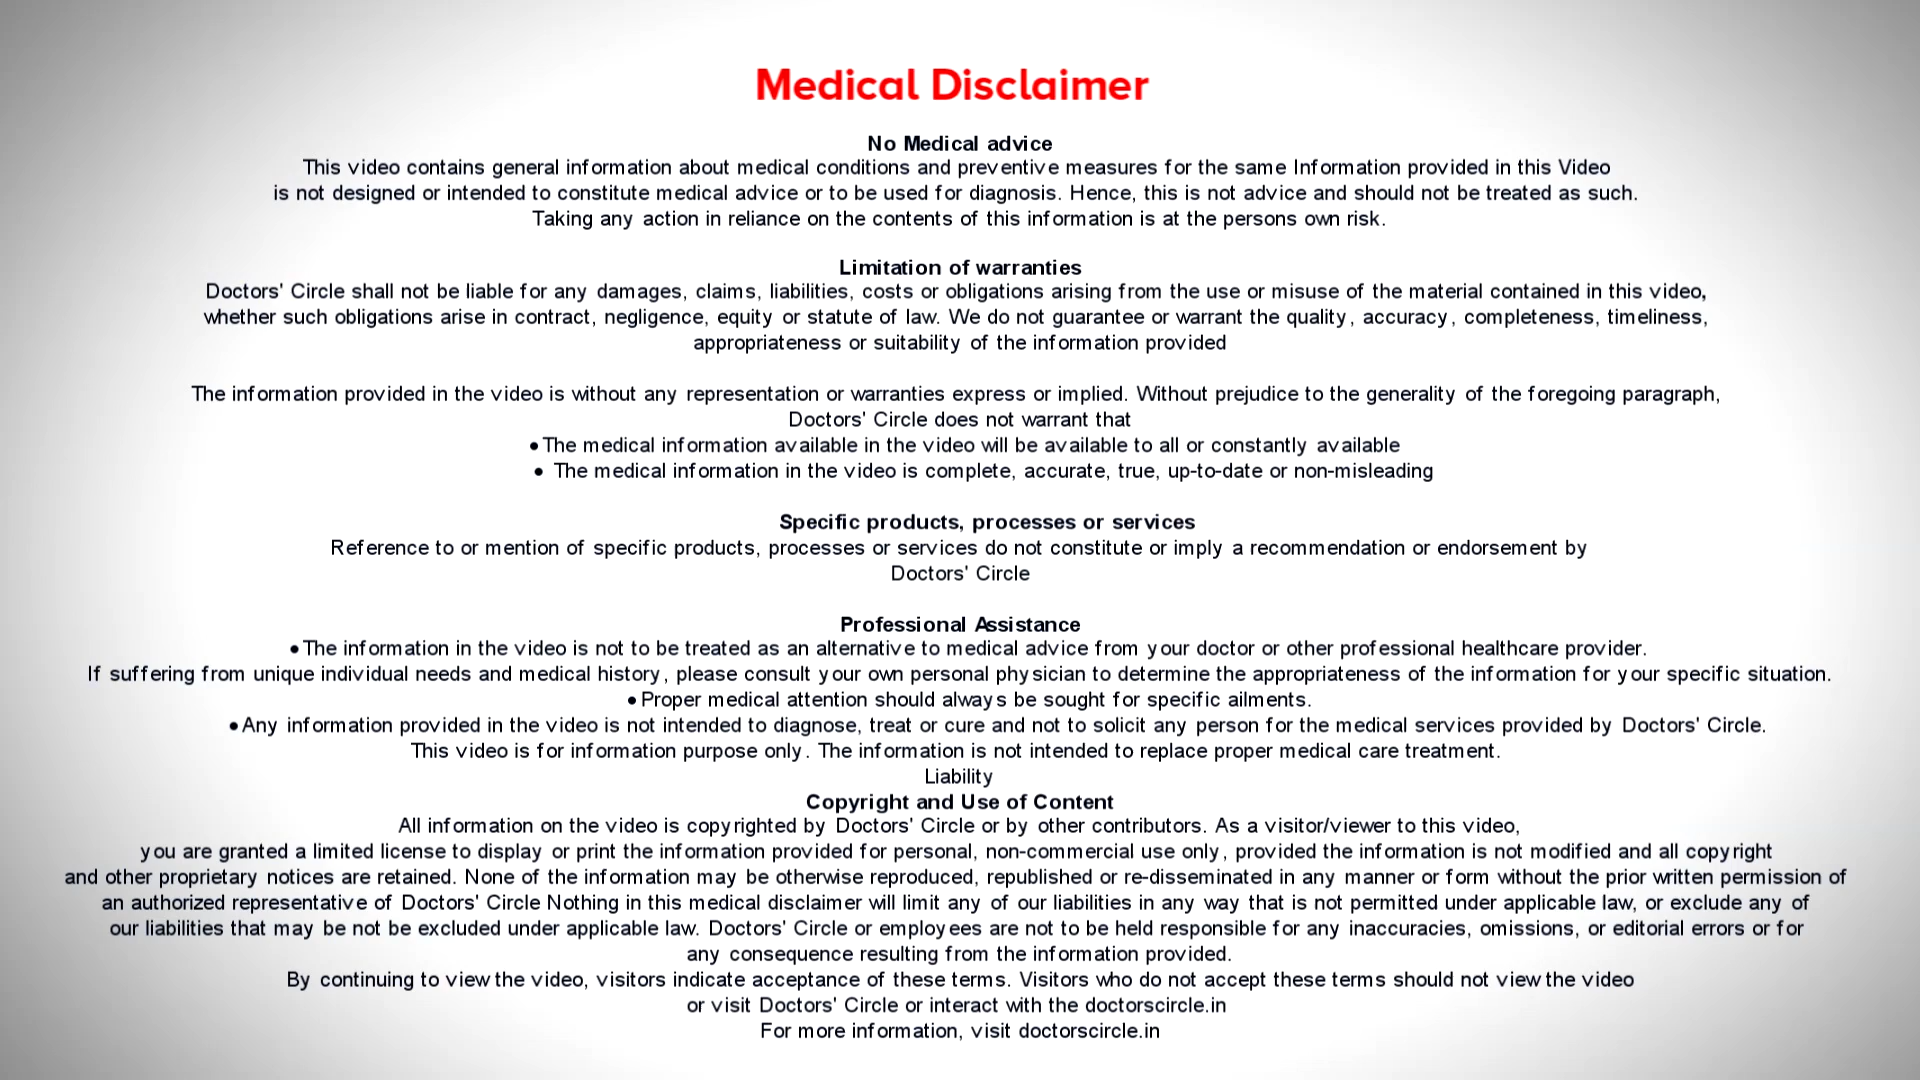 Medical Disclaimer
No Medical advice
This video contains general information about medical conditions and preventive measures for the same Information provided in this Video
is not designed or intended to constitute medical advice or to be used for diagnosis. Hence, this is not advice and should not be treated as such.
Taking any action in reliance on the contents of this information is at the persons own risk.
Limitation of warranties
Doctors' Circle shall not be liable for any damages, claims, liabilities, costs or obligations arising from the use or misuse of the material contained in this video,
whether such obligations arise in contract, negligence, equity or statute of law. We do not guarantee or warrant the quality, accuracy, completeness, timeliness,
appropriateness or suitability of the information provided
The information provided in the video is without any representation or warranties express or implied. Without prejudice to the generality of the foregoing paragraph,
Doctors' Circle does not warrant that
• The medical information available in the video will be available to all or constantly available
• The medical information in the video is complete, accurate, true, up-to-date or non-misleading
Specific products, processes or services
Reference to or mention of specific products, processes or services do not constitute or imply a recommendation or endorsement by
Doctors' Circle
Professional Assistance
• The information in the video is not to be treated as an alternative to medical advice from your doctor or other professional healthcare provider.
If suffering from unique individual needs and medical history, please consult your own personal physician to determine the appropriateness of the information for your specific situation.
• Proper medical attention should always be sought for specific ailments.
• Any information provided in the video is not intended to diagnose, treat or cure and not to solicit any person for the medical services provided by Doctors' Circle.
This video is for information purpose only. The information is not intended to replace proper medical care treatment.
Liability
Copyright and Use of Content
All information on the video is copyrighted by Doctors' Circle or by other contributors. As a visitor/viewer to this video,
you are granted a limited license to display or print the information provided for personal, non-commercial use only, provided the information is not modified and all copyright
and other proprietary notices are retained. None of the information may be otherwise reproduced, republished or re-disseminated in any manner or form without the prior written permission of
an authorized representative of Doctors' Circle Nothing in this medical disclaimer will limit any of our liabilities in any way that is not permitted under applicable law, or exclude any of
our liabilities that may be not be excluded under applicable law. Doctors' Circle or employees are not to be held responsible for any inaccuracies, omissions, or editorial errors or for
any consequence resulting from the information provided.
By continuing to view the video, visitors indicate acceptance of these terms. Visitors who do not accept these terms should not view the video
or visit Doctors' Circle or interact with the doctorscircle.in
For more information, visit doctorscircle.in